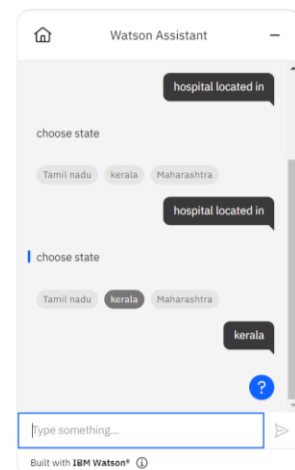 Watson Assistant
hospital located in
choose state
Tamil nadu kerala Maharashtra
hospital located in
choose state
Tamil nadu kerala Maharashtra
kerala
?
Type something...
Built with IBM Watson®